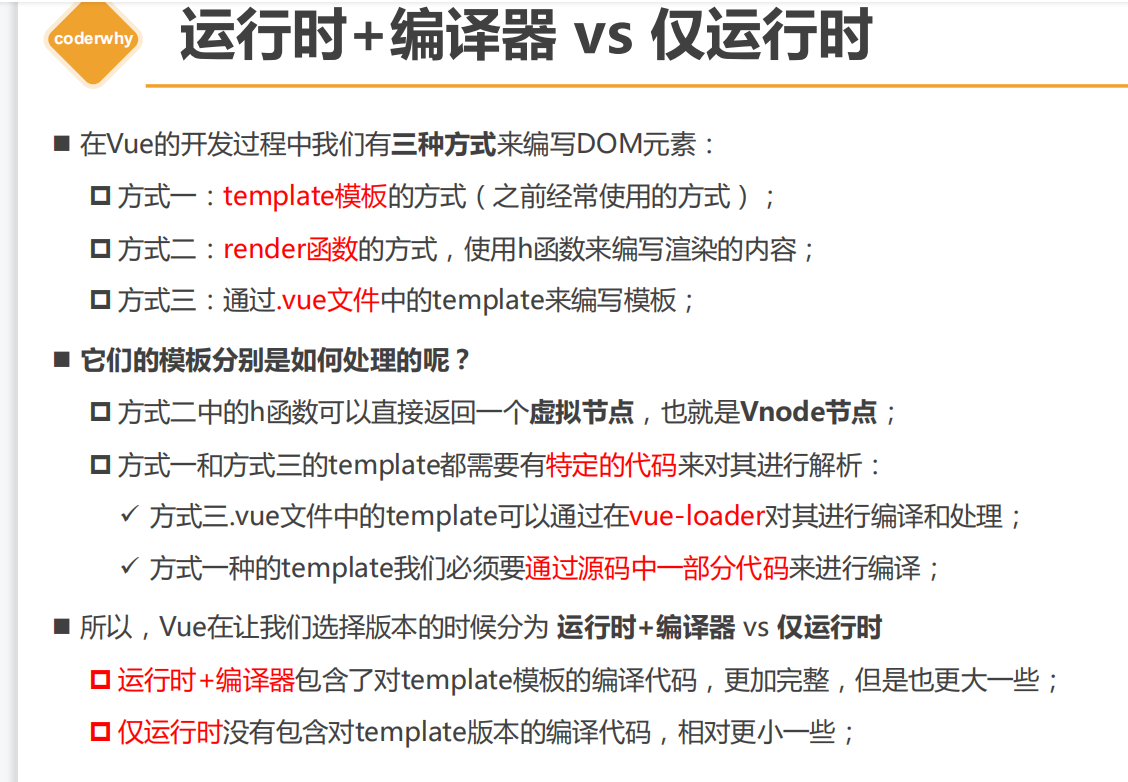 coderwhy
运行时+编译器 vs 仅运行时
在Vue的开发过程中我们有三种方式来编写DOM元素：
方式一：template模板的方式（之前经常使用的方式）；
方式二：render函数的方式，使用h函数来编写渲染的内容；
方式三：通过.vue文件中的template来编写模板；
它们的模板分别是如何处理的呢？
方式二中的h函数可以直接返回一个虚拟节点，也就是Vnode节点；
方式一和方式三的template都需要有特定的代码来对其进行解析：
方式三.vue文件中的template可以通过在vue-loader对其进行编译和处理；
方式一种的template我们必须要通过源码中一部分代码来进行编译；
所以，Vue在让我们选择版本的时候分为 运行时+编译器 vs 仅运行时
运行时+编译器包含了对template模板的编译代码，更加完整，但是也更大一些；
仅运行时没有包含对template版本的编译代码，相对更小一些；